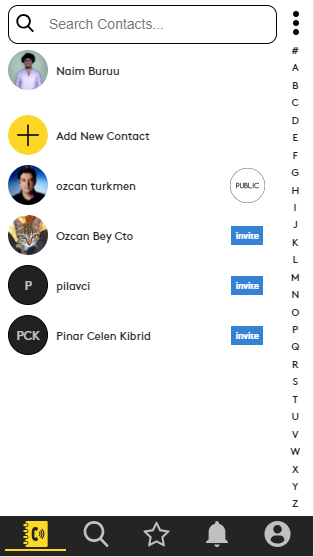 Search Contacts...
Naim Buruu
Add New Contact
ozcan turkmen
PUBLIC
Ozcan Bey Cto
invite
P
pilavci
invite
PCK
Pinar Celen Kibrid
invite
#
A
B
C
D
E
F
G
H
I
J
K
L
M
N
O
P
Q
R
S
T
U
V
W
X
Y
Z